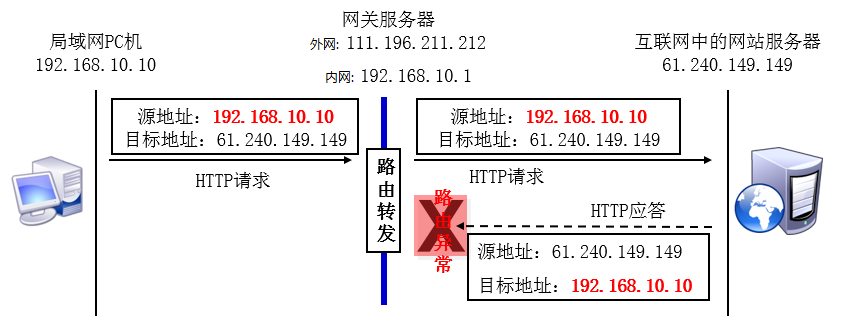 局域网PC机
192.168.10.10
网关服务器
外网: 111.196.211.212
内网: 192.168.10.1
互联网中的网站服务器
61.240.149.149
源地址：192.168.10.10
目标地址：61.240.149.149
HTTP请求
路由转发
源地址：192.168.10.10
目标地址：61.240.149.149
HTTP请求
路由异常
X
HTTP应答
源地址：61.240.149.149
目标地址：192.168.10.10